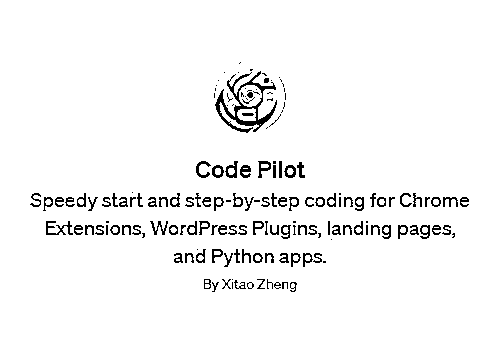 Code Pilot
Speedy start and step-by-step coding for Chrome
Extensions, WordPress Plugins, landing pages,
and Python apps.
By Xitao Zheng